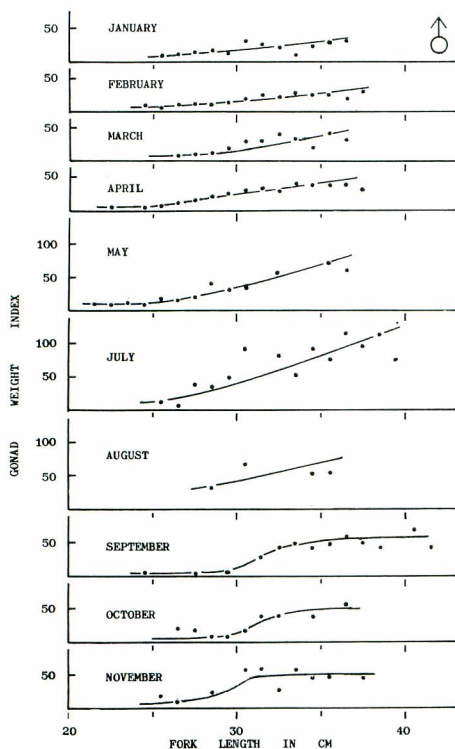 50
JANUARY
♂
50
FEBRUARY
50
MARCH
50
APRIL
100
MAY
50
100
JULY
50
100
AUGUST
50
50
SEPTEMBER
50
OCTOBER
50
NOVEMBER
GONAD WEIGHT INDEX
20 30 40
FORK LENGTH IN CM